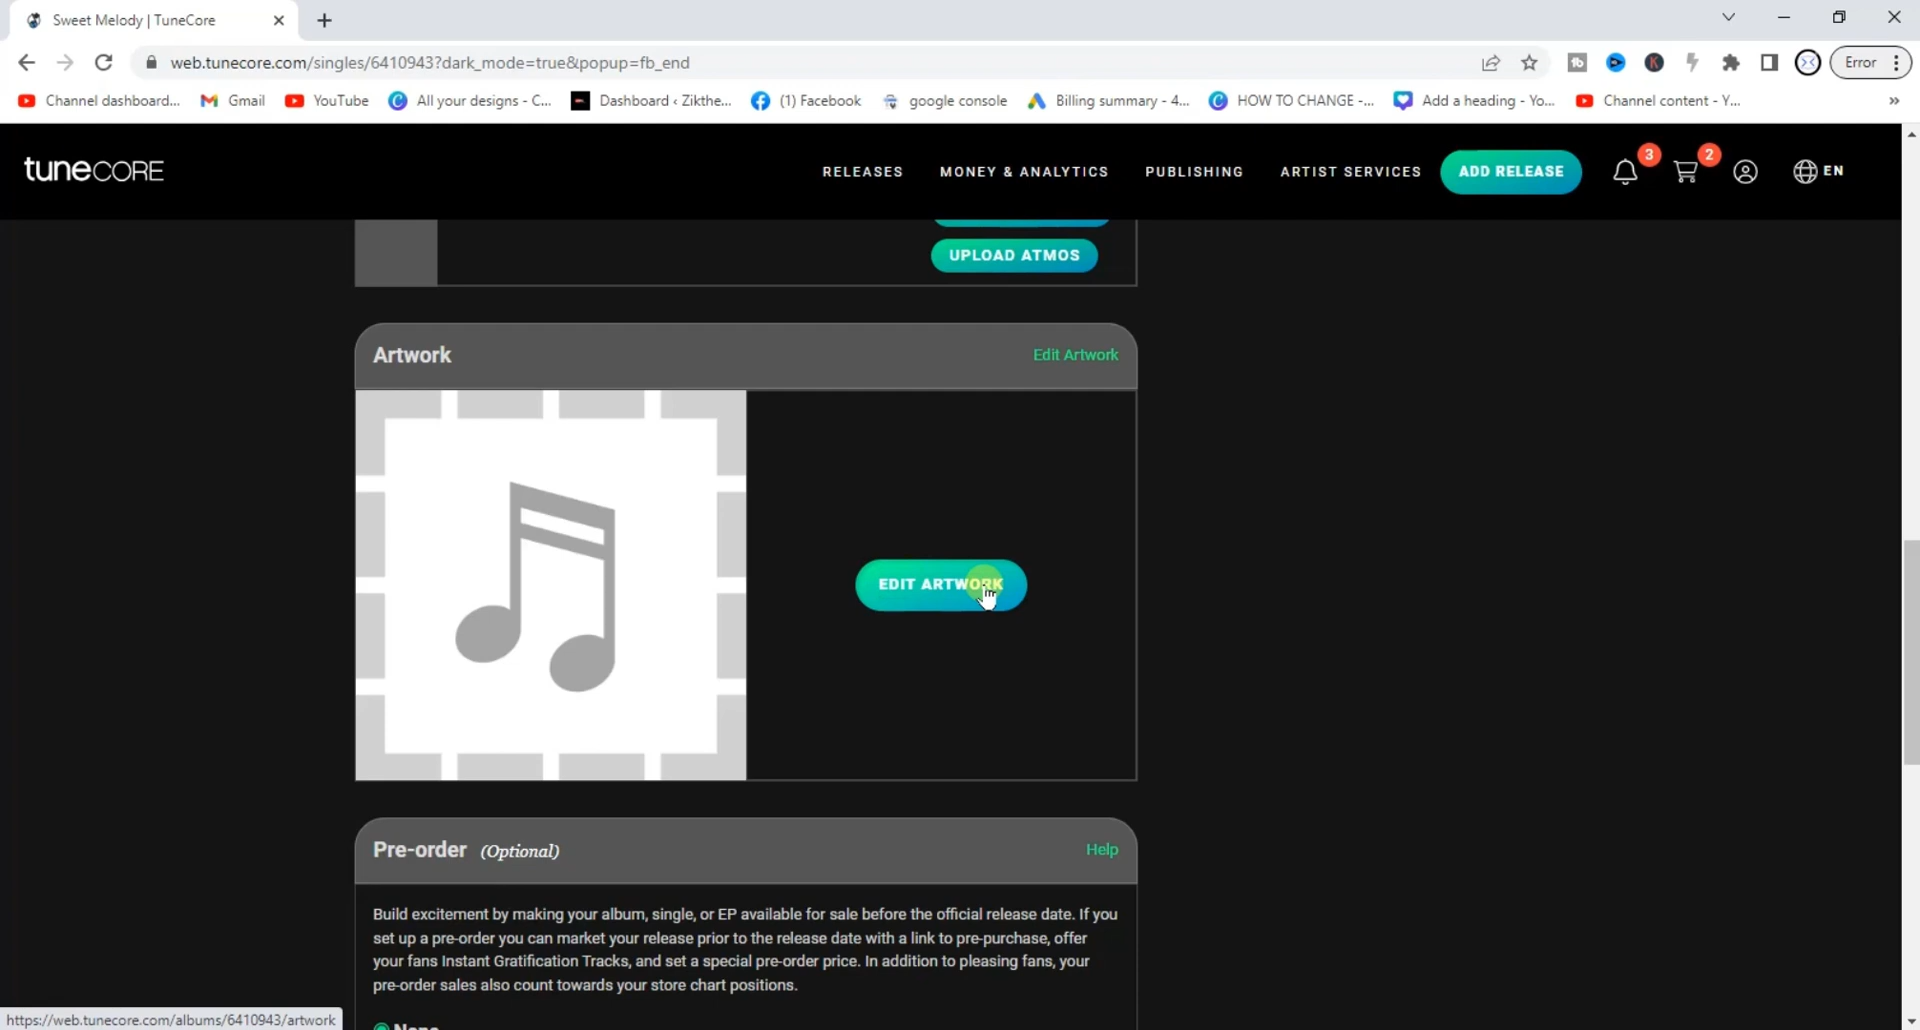 Sweet Melody | TuneCore
web.tunecore.com/singles/6410943?dark_mode=true&popup=fb_end
Error
Channel dashboard...
Gmail
YouTube
All your designs - C...
Dashboard ‹ Zikthe...
(1) Facebook
google console
Billing summary - 4...
HOW TO CHANGE -...
Add a heading - Yo...
Channel content - Y...
»
tuneCORE
RELEASES
MONEY & ANALYTICS
PUBLISHING
ARTIST SERVICES
ADD RELEASE
3
2
EN
UPLOAD ATMOS
Artwork
Edit Artwork
EDIT ARTWORK
Pre-order (Optional)
Help
Build excitement by making your album, single, or EP available for sale before the official release date. If you
set up a pre-order you can market your release prior to the release date with a link to pre-purchase, offer
your fans Instant Gratification Tracks, and set a special pre-order price. In addition to pleasing fans, your
pre-order sales also count towards your store chart positions.
None
https://web.tunecore.com/albums/6410943/artwork